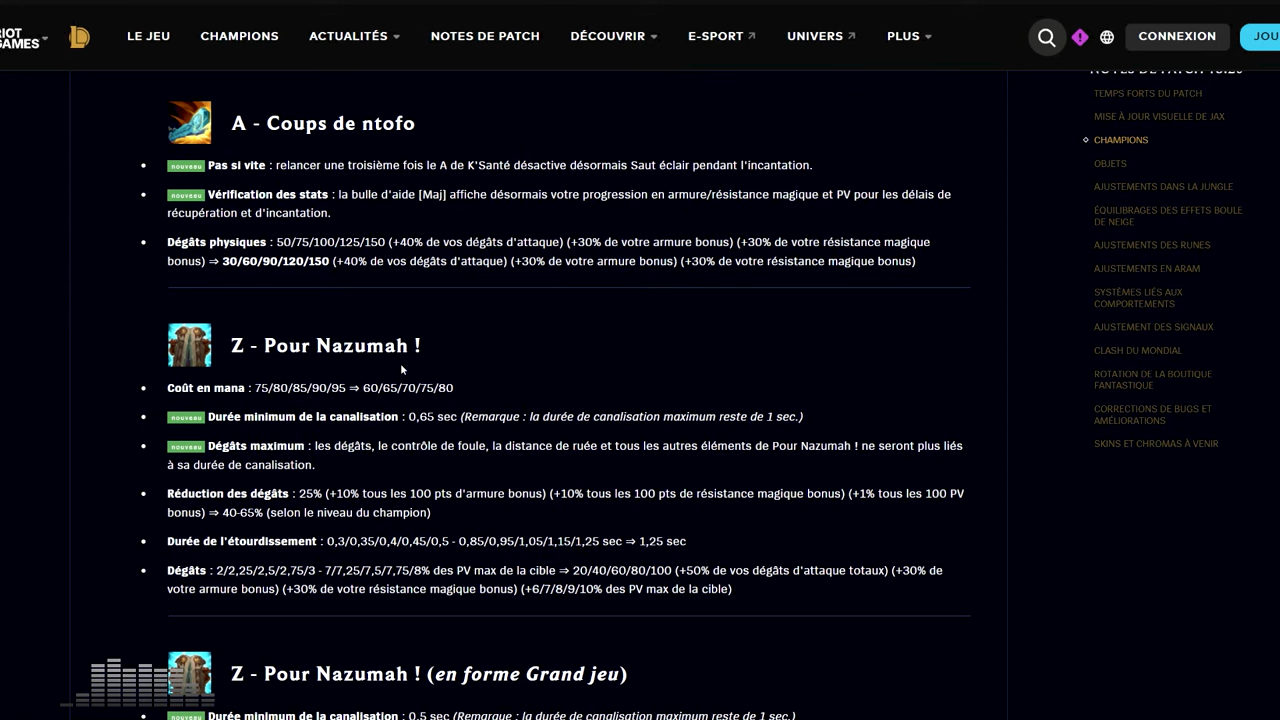 RIOT
GAMES
LE JEU
CHAMPIONS
ACTUALITÉS
NOTES DE PATCH
DÉCOUVRIR
E-SPORT
UNIVERS
PLUS
CONNEXION
JOU
A - Coups de ntofo
nouveau Pas si vite : relancer une troisième fois le A de K'Santé désactive désormais Saut éclair pendant l'incantation.
nouveau Vérification des stats : la bulle d'aide [Maj] affiche désormais votre progression en armure/résistance magique et PV pour les délais de
récupération et d'incantation.
Dégâts physiques : 50/75/100/125/150 (+40% de vos dégâts d'attaque) (+30% de votre armure bonus) (+30% de votre résistance magique
bonus) ⇒ 30/60/90/120/150 (+40% de vos dégâts d'attaque) (+30% de votre armure bonus) (+30% de votre résistance magique bonus)
Z - Pour Nazumah !
Coût en mana : 75/80/85/90/95 ⇒ 60/65/70/75/80
nouveau Durée minimum de la canalisation : 0,65 sec (Remarque : la durée de canalisation maximum reste de 1 sec.)
nouveau Dégâts maximum : les dégâts, le contrôle de foule, la distance de ruée et tous les autres éléments de Pour Nazumah ! ne seront plus liés
à sa durée de canalisation.
Réduction des dégâts : 25% (+10% tous les 100 pts d'armure bonus) (+10% tous les 100 pts de résistance magique bonus) (+1% tous les 100 PV
bonus) ⇒ 40-65% (selon le niveau du champion)
Durée de l'étourdissement : 0,3/0,35/0,4/0,45/0,5 - 0,85/0,95/1,05/1,15/1,25 sec ⇒ 1,25 sec
Dégâts : 2/2,25/2,5/2,75/3 - 7/7,25/7,5/7,75/8% des PV max de la cible ⇒ 20/40/60/80/100 (+50% de vos dégâts d'attaque totaux) (+30% de
votre armure bonus) (+30% de votre résistance magique bonus) (+6/7/8/9/10% des PV max de la cible)
Z - Pour Nazumah ! (en forme Grand jeu)
nouveau Durée minimum de la canalisation : 0,5 sec (Remarque : la durée de canalisation maximum reste de 1 sec.)
TEMPS FORTS DU PATCH
MISE À JOUR VISUELLE DE JAX
CHAMPIONS
OBJETS
AJUSTEMENTS DANS LA JUNGLE
ÉQUILIBRAGES DES EFFETS BOULE
DE NEIGE
AJUSTEMENTS DES RUNES
AJUSTEMENTS EN ARAM
SYSTÈMES LIÉS AUX
COMPORTEMENTS
AJUSTEMENT DES SIGNAUX
CLASH DU MONDIAL
ROTATION DE LA BOUTIQUE
FANTASTIQUE
CORRECTIONS DE BUGS ET
AMÉLIORATIONS
SKINS ET CHROMAS À VENIR